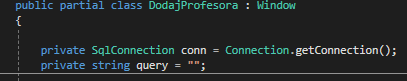 public partial class DodajProfesora : Window
{
private SqlConnection conn = Connection.getConnection();
private string query = "";